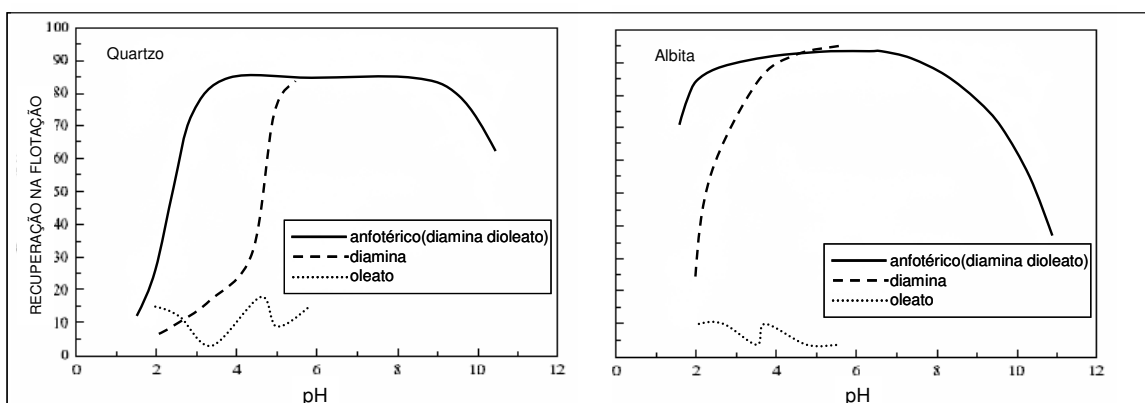 Quartzo
RECUPERAÇÃO NA FLOTAÇÃO
100
90
80
70
60
50
40
30
20
10
0
anfotérico(diamina dioleato)
diamina
oleato
0 2 4 6 8 10 12
pH
Albita
anfotérico(diamina dioleato)
diamina
oleato
0 2 4 6 8 10 12
pH